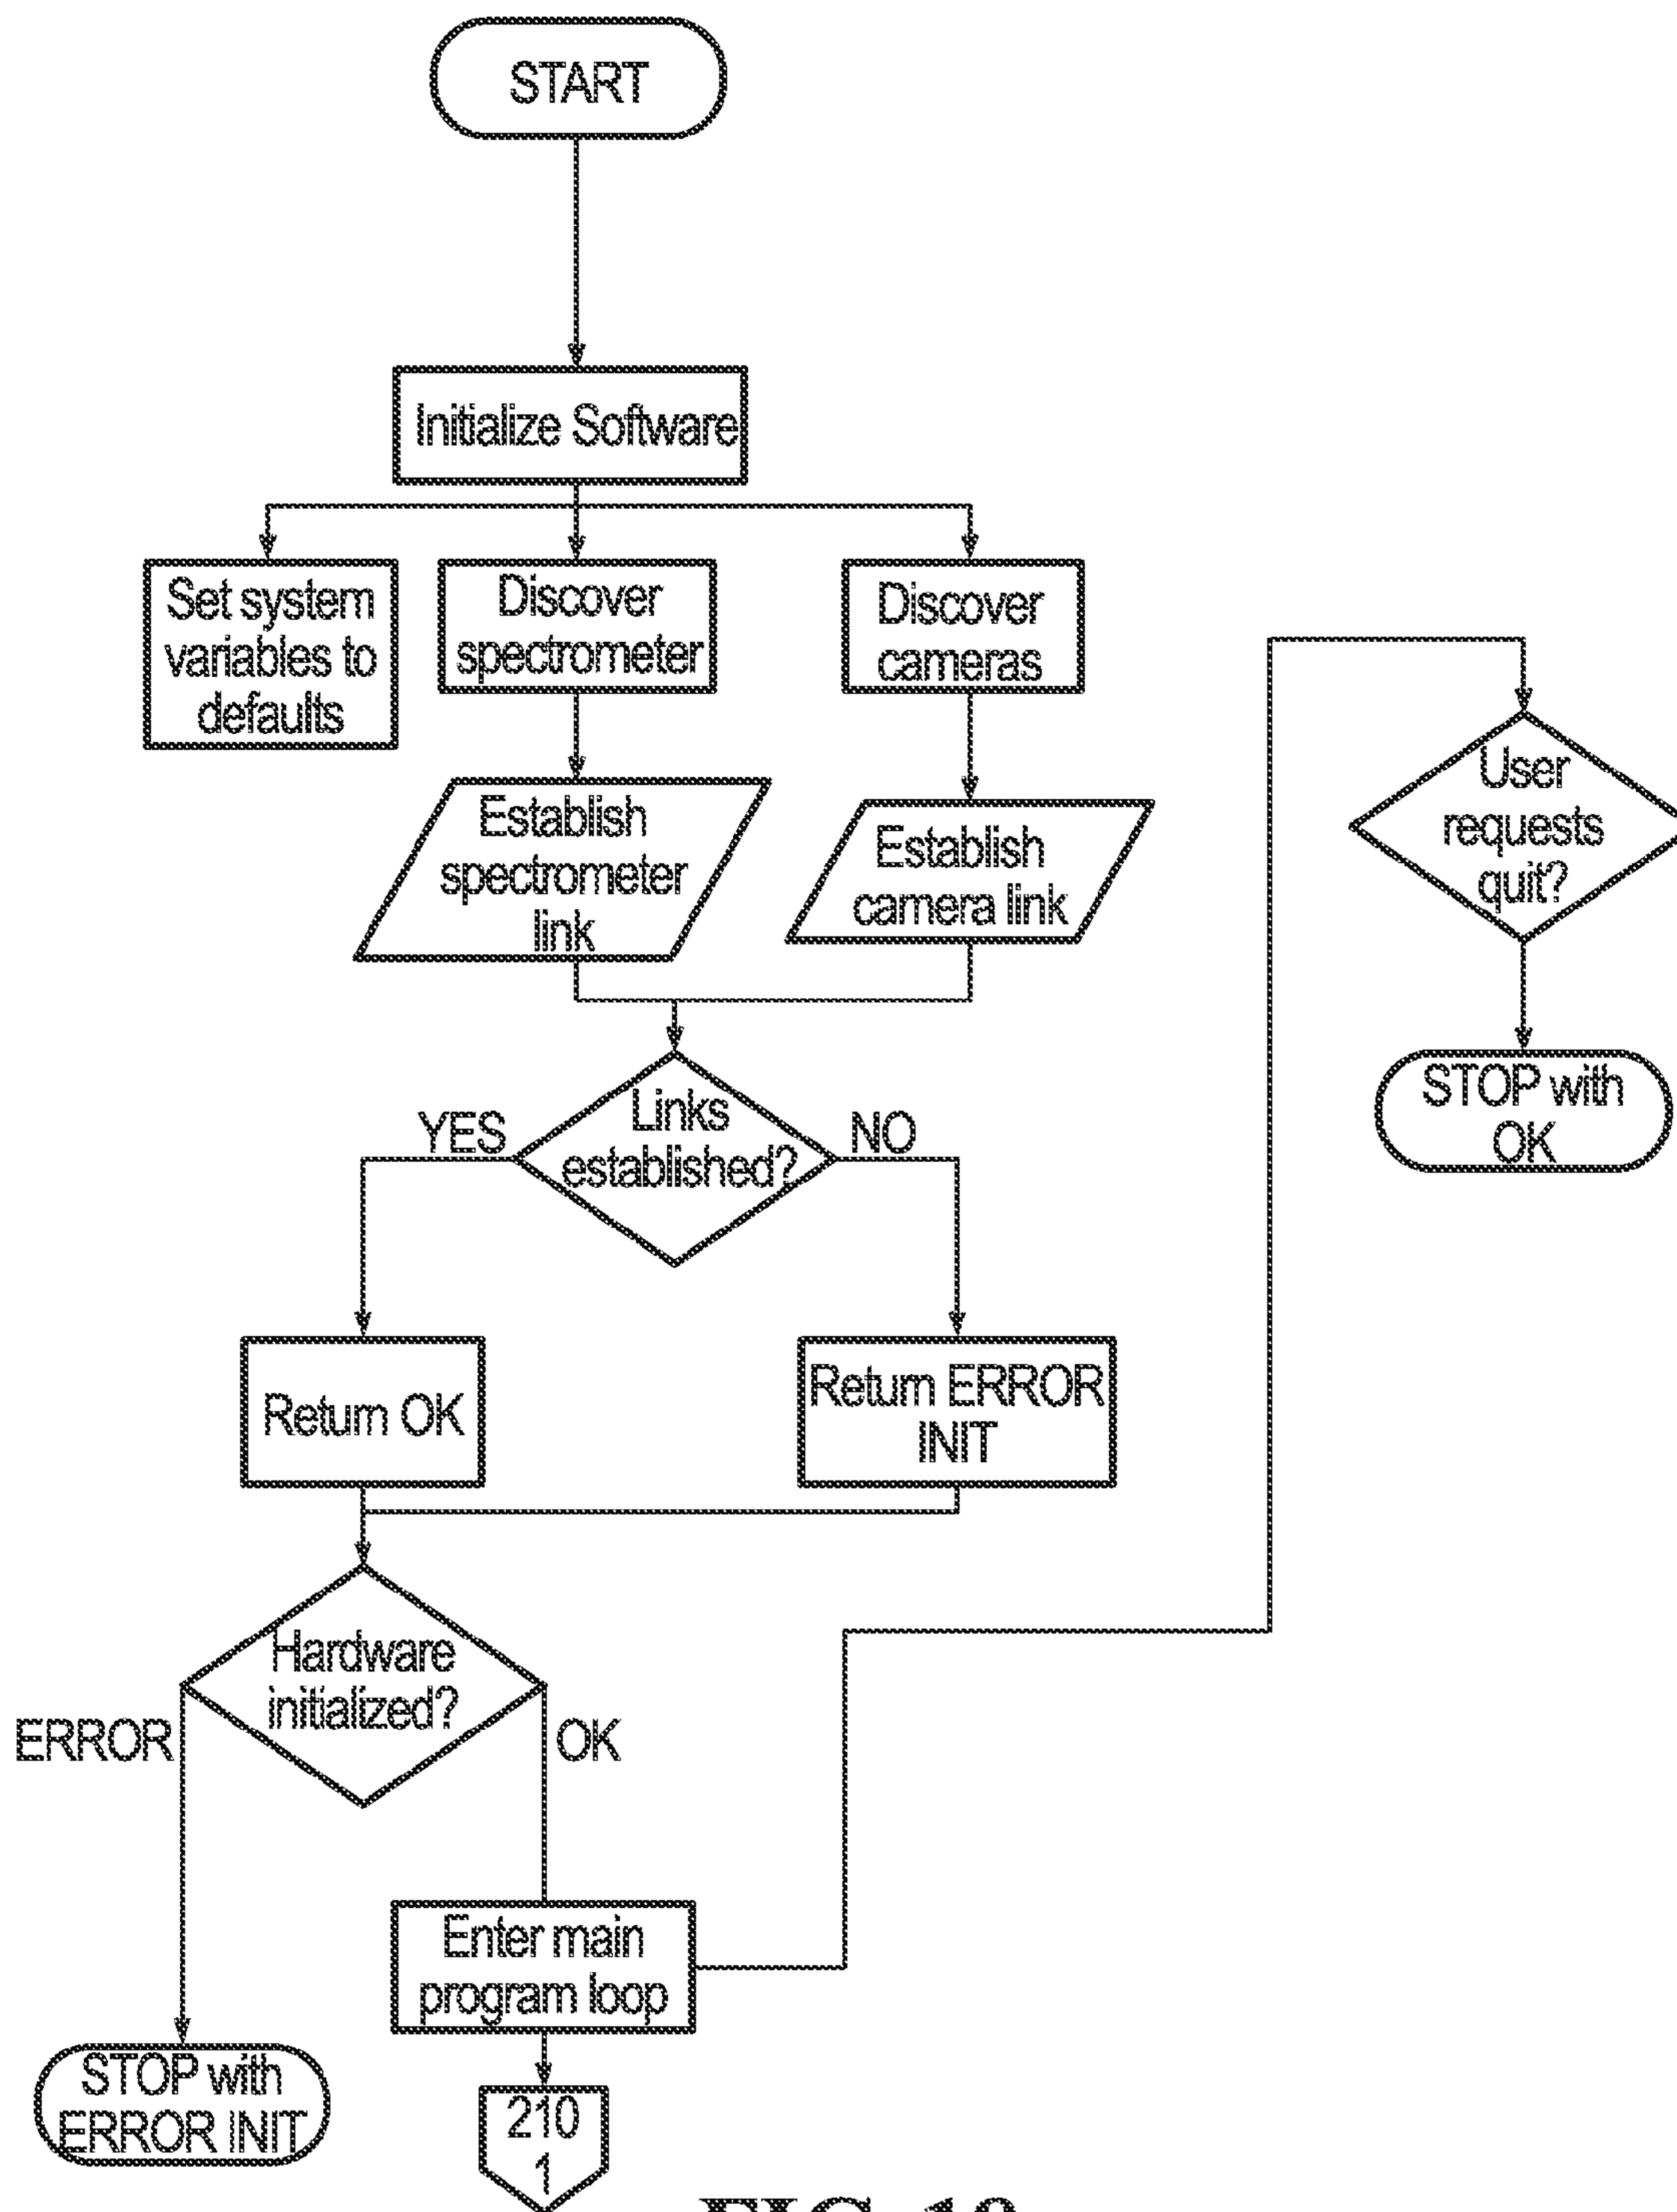 START
Initialize Software
Set system
variables to
defaults
Discover
spectrometer
Discover
cameras
Establish
spectrometer
link
Establish
camera link
User
requests
quit?
STOP with
OK
Links
established?
YES
NO
Return OK
Return ERROR
INIT
Hardware
initialized?
ERROR
OK
Enter main
program loop
STOP with
ERROR INIT
210
1